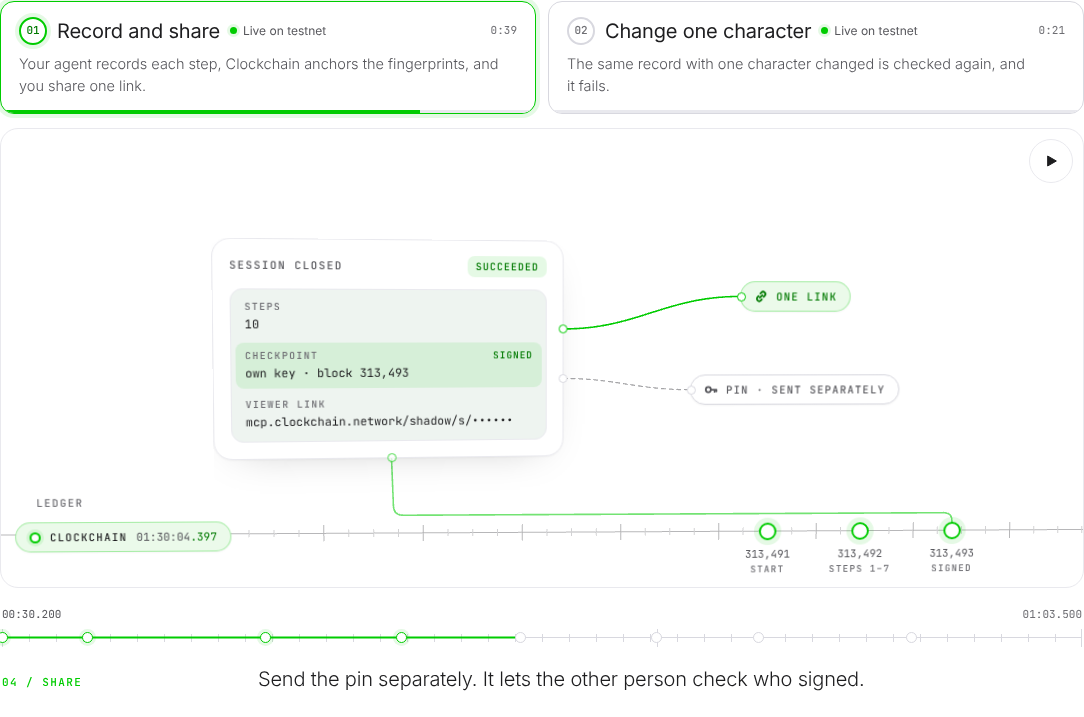 01 Record and share Live on testnet 0:39
Your agent records each step, Clockchain anchors the fingerprints, and
you share one link.
02 Change one character Live on testnet 0:21
The same record with one character changed is checked again, and
it fails.
SESSION CLOSED SUCCEEDED
STEPS
10
CHECKPOINT SIGNED
own key · block 313,493
VIEWER LINK
mcp.clockchain.network/shadow/s/••••••
ONE LINK
PIN · SENT SEPARATELY
LEDGER
CLOCKCHAIN 01:30:04.397
313,491
START
313,492
STEPS 1–7
313,493
SIGNED
00:30.200 01:03.500
04 / SHARE
Send the pin separately. It lets the other person check who signed.